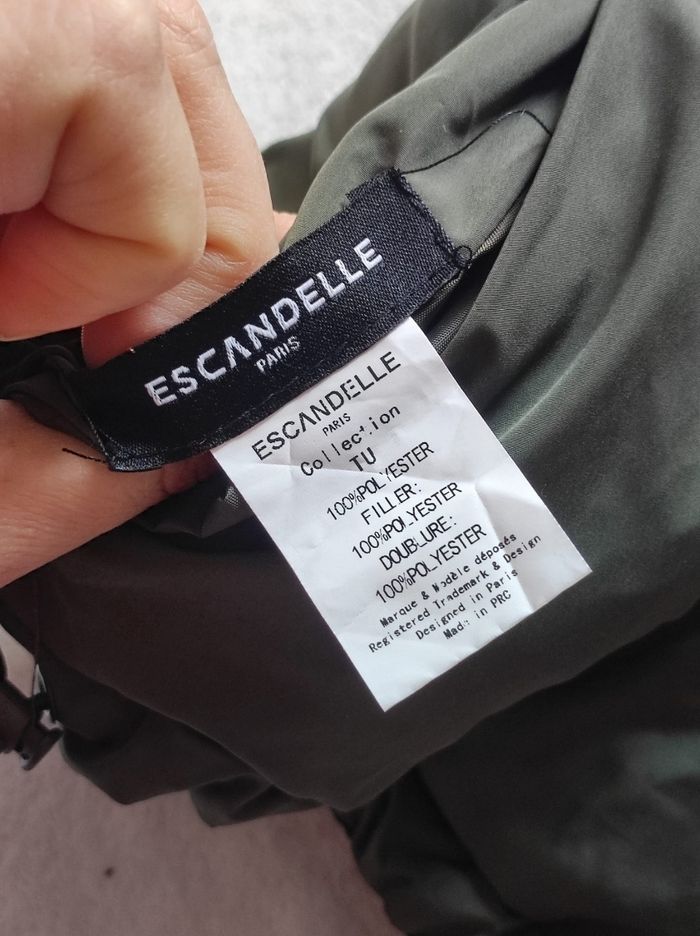 ESCANDELLE
PARIS
ESCANDELLE
PARIS
Collection
TU
100%POLYESTER
FILLER:
100%POLYESTER
DOUBLURE:
100%POLYESTER
Marque & Modèle déposés
Registered Trademark & Design
Designed in Paris
Made in PRC